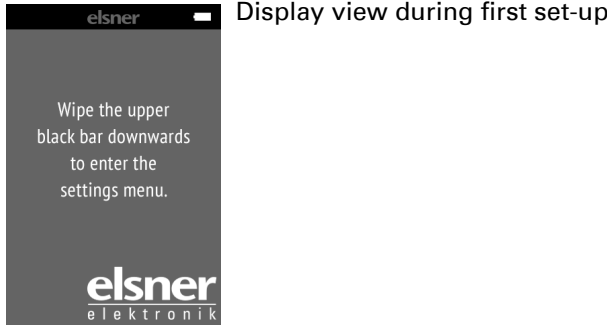 elsner
Display view during first set-up
Wipe the upper
black bar downwards
to enter the
settings menu.
elsner
elektronik